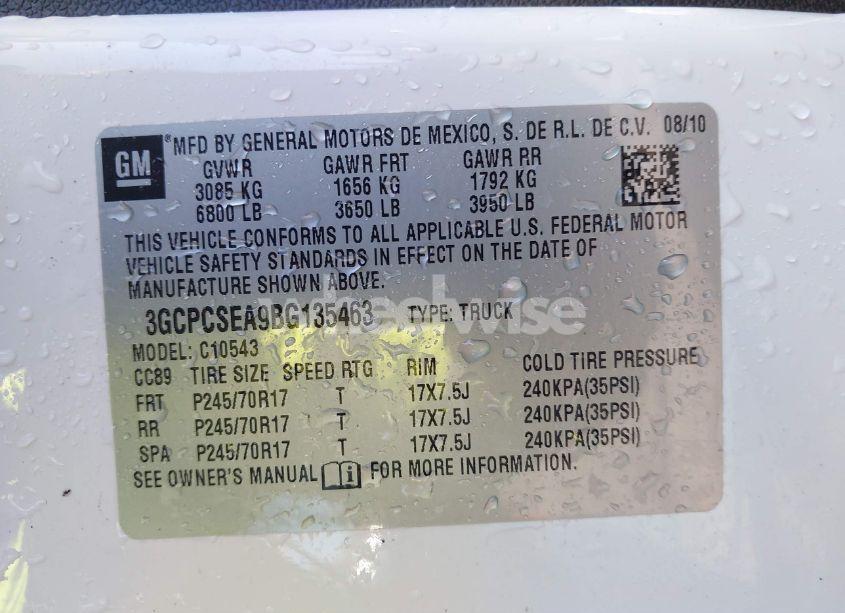 GM
®MFD BY GENERAL MOTORS DE MEXICO, S. DE R.L. DE C.V. 08/10
GVWR GAWR FRT GAWR RR
3085 KG 1656 KG 1792 KG
6800 LB 3650 LB 3950 LB
THIS VEHICLE CONFORMS TO ALL APPLICABLE U.S. FEDERAL MOTOR
VEHICLE SAFETY STANDARDS IN EFFECT ON THE DATE OF
MANUFACTURE SHOWN ABOVE.
3GCPCSEA9BG135463 TYPE: TRUCK
wheelwise
MODEL: C10543
CC89 TIRE SIZE SPEED RTG RIM COLD TIRE PRESSURE
FRT P245/70R17 T 17X7.5J 240KPA(35PSI)
RR P245/70R17 T 17X7.5J 240KPA(35PSI)
SPA P245/70R17 T 17X7.5J 240KPA(35PSI)
SEE OWNER'S MANUAL FOR MORE INFORMATION.